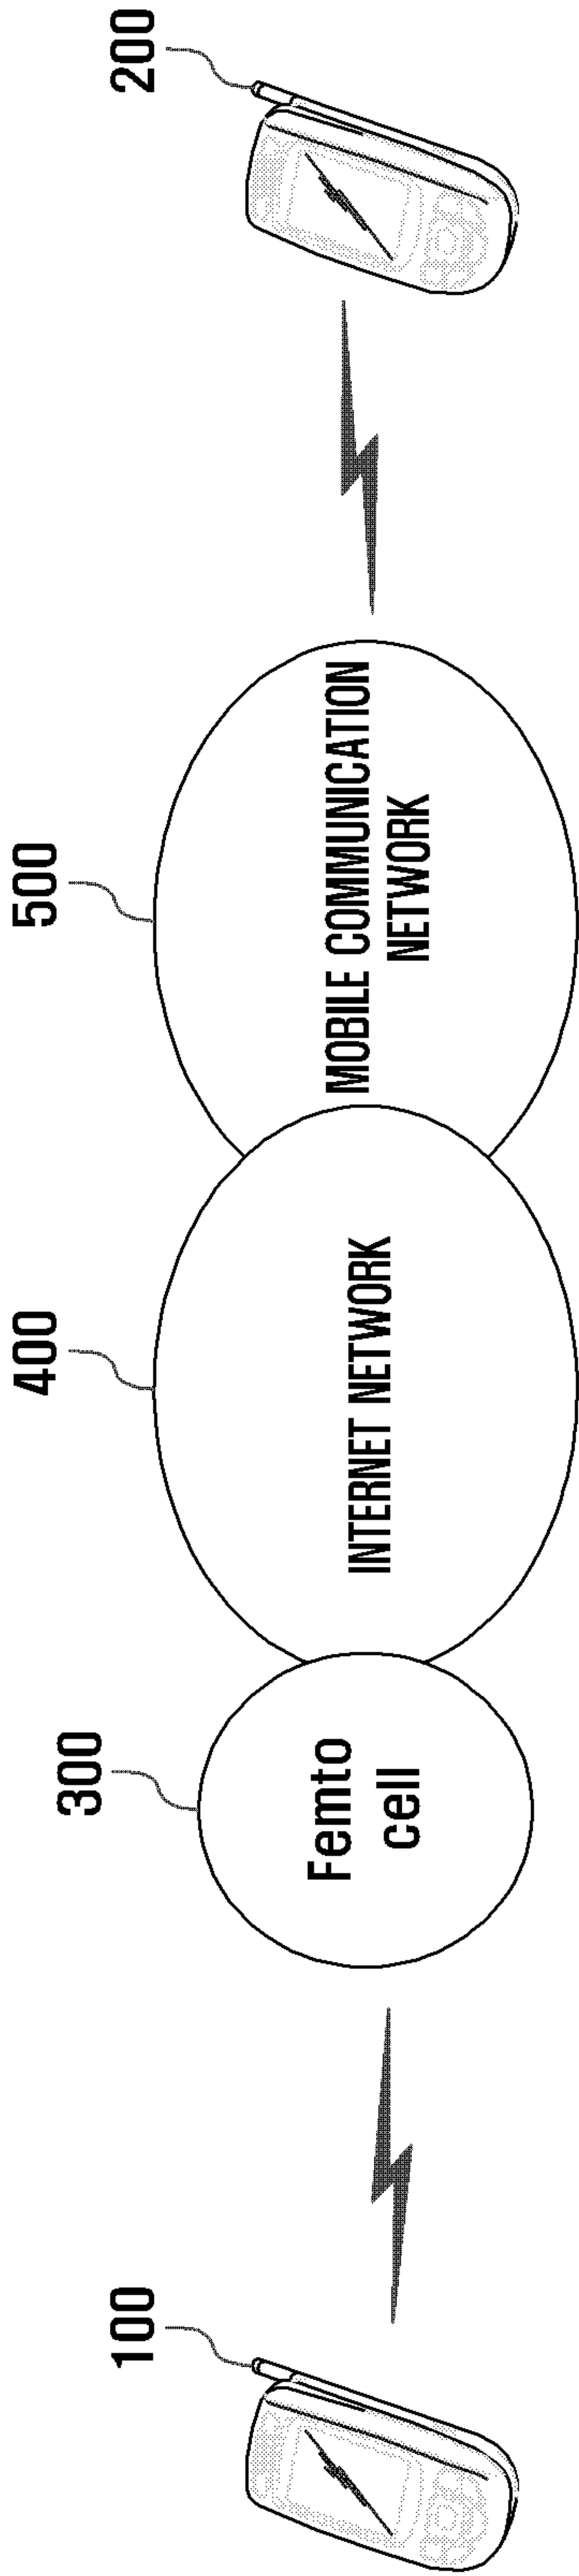 100
300
Femto
cell
400
INTERNET NETWORK
500
MOBILE COMMUNICATION
NETWORK
200